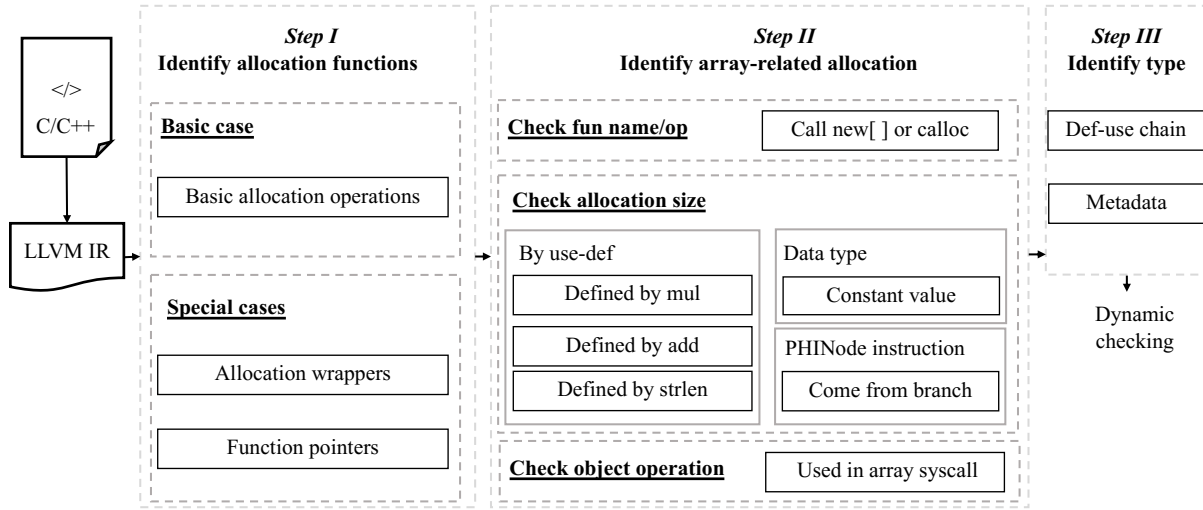 </>
C/C++
LLVM IR
Step I
Identify allocation functions
Basic case
Basic allocation operations
Special cases
Allocation wrappers
Function pointers
Step II
Identify array-related allocation
Check fun name/op
Call new[ ] or calloc
Check allocation size
By use-def
Defined by mul
Defined by add
Defined by strlen
Data type
Constant value
PHINode instruction
Come from branch
Check object operation
Used in array syscall
Step III
Identify type
Def-use chain
Metadata
Dynamic
checking